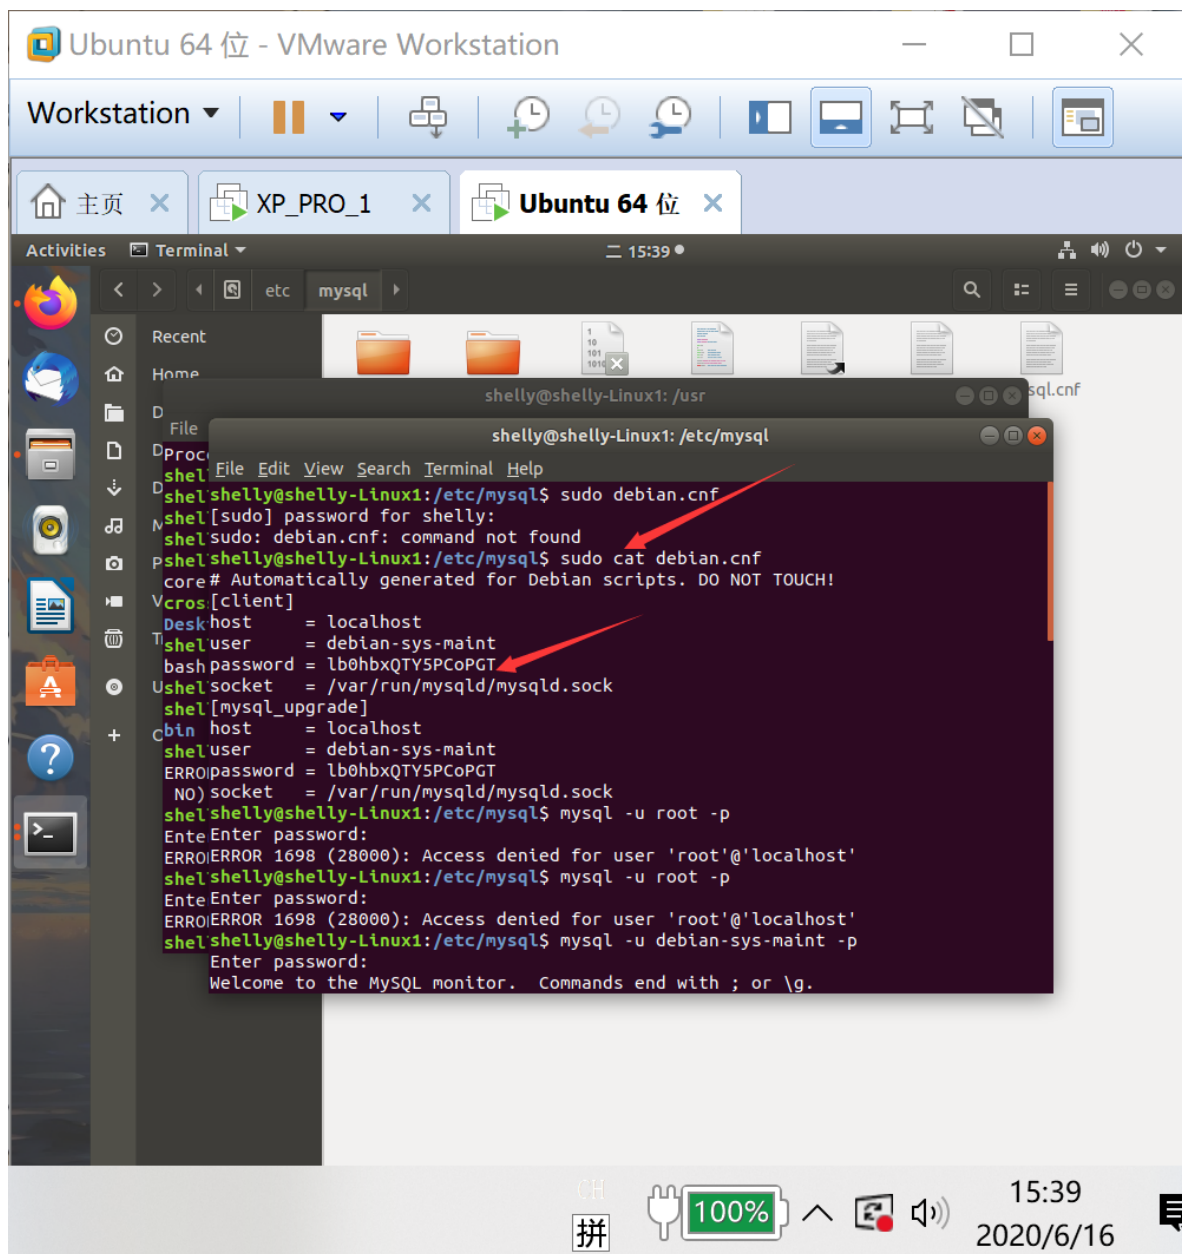 Ubuntu 64 位 - VMware Workstation
Workstation
主页
XP_PRO_1
Ubuntu 64 位
Activities
Terminal
二 15:39
etc
mysql
Recent
Home
sql.cnf
shelly@shelly-Linux1: /usr
File
shelly@shelly-Linux1: /etc/mysql
File Edit View Search Terminal Help
shelly@shelly-Linux1:/etc/mysql$ sudo debian.cnf
[sudo] password for shelly:
sudo: debian.cnf: command not found
shelly@shelly-Linux1:/etc/mysql$ sudo cat debian.cnf
# Automatically generated for Debian scripts. DO NOT TOUCH!
[client]
host     = localhost
user     = debian-sys-maint
password = lb0hbxQTY5PCoPGT
socket   = /var/run/mysqld/mysqld.sock
[mysql_upgrade]
host     = localhost
user     = debian-sys-maint
password = lb0hbxQTY5PCoPGT
socket   = /var/run/mysqld/mysqld.sock
shelly@shelly-Linux1:/etc/mysql$ mysql -u root -p
Enter password:
ERROR 1698 (28000): Access denied for user 'root'@'localhost'
shelly@shelly-Linux1:/etc/mysql$ mysql -u root -p
Enter password:
ERROR 1698 (28000): Access denied for user 'root'@'localhost'
shelly@shelly-Linux1:/etc/mysql$ mysql -u debian-sys-maint -p
Enter password:
Welcome to the MySQL monitor.  Commands end with ; or \g.
CH
拼
100%
15:39
2020/6/16